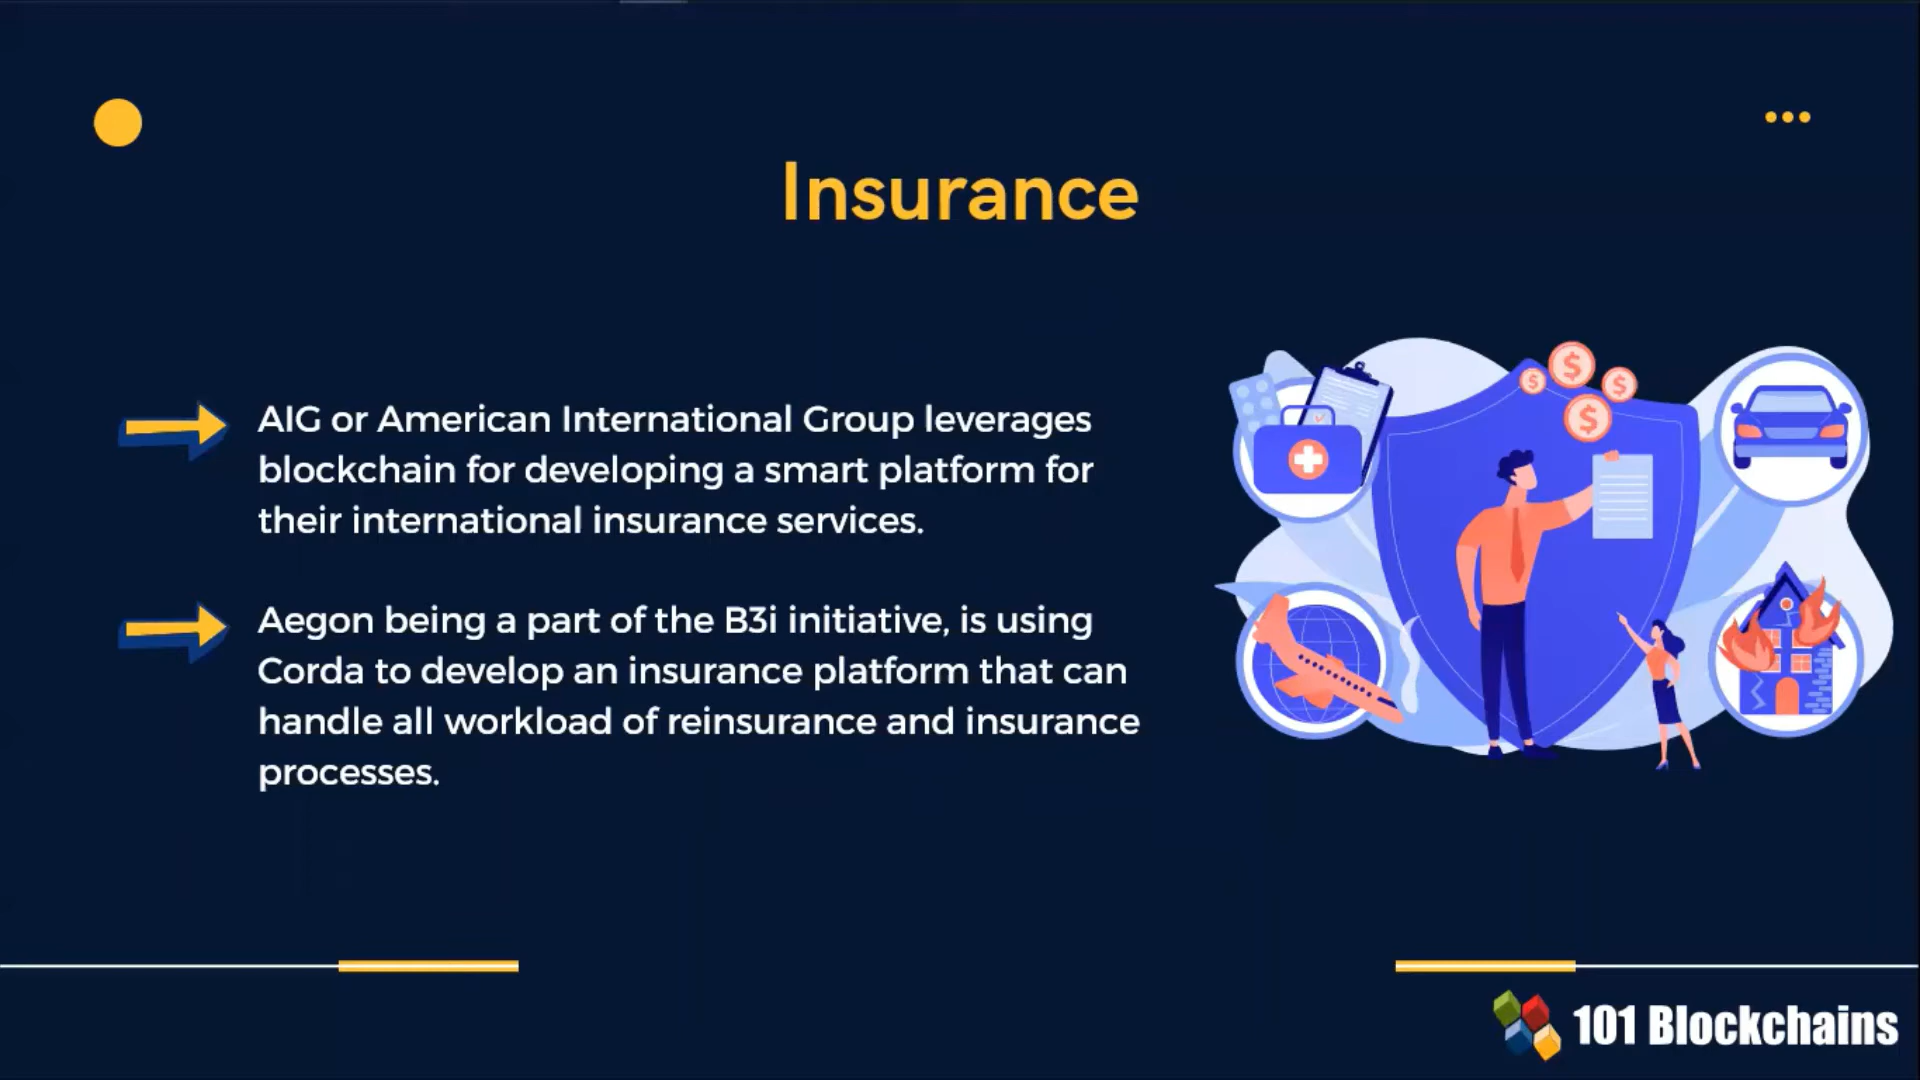 Insurance
AIG or American International Group leverages
blockchain for developing a smart platform for
their international insurance services.
Aegon being a part of the B3i initiative, is using
Corda to develop an insurance platform that can
handle all workload of reinsurance and insurance
processes.
$
$
$
$
101 Blockchains